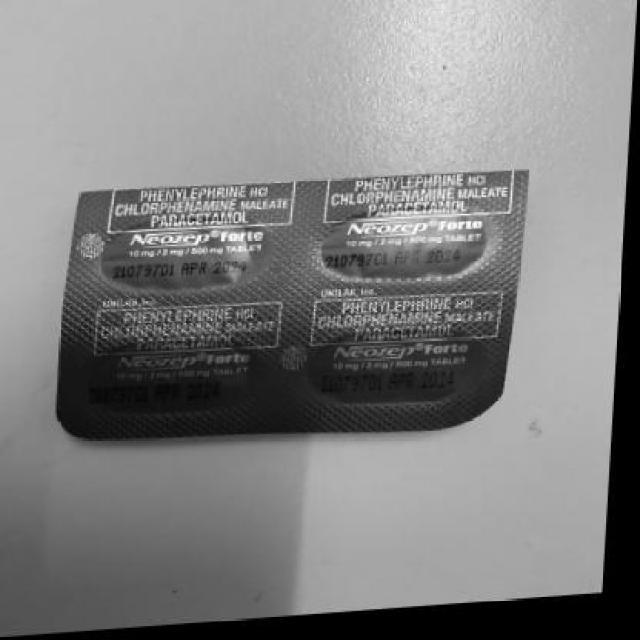 PHENYLEPHRINE HCl
CHLORPHENAMINE MALEATE
PARACETAMOL
Neozep® forte
10 mg / 2 mg / 500 mg TABLET
21079701 APR
PHENYLEPHRINE HCl
CHLORPHENAMINE MALEATE
PARACETAMOL
Neozep® forte
10 mg / 2 mg / 500 mg TABLET
21079701 APR 2024
UNILAB, Inc.
PHENYLEPHRINE HCl
CHLORPHENAMINE MALEATE
PARACETAMOL
Neozep® forte
21079701 APR 2024
UNILAB, Inc.
PHENYLEPHRINE HCl
CHLORPHENAMINE MALEATE
PARACETAMOL
Neozep® forte
10 mg / 2 mg / 500 mg TABLET
21079701 APR 2024